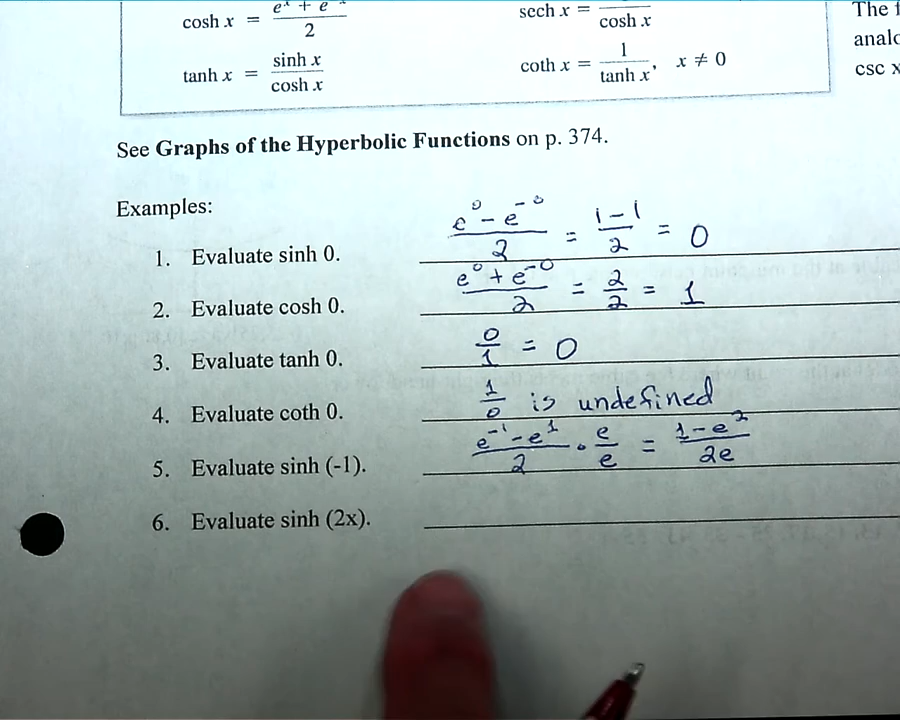 cosh x = e^x + e^-x / 2
sech x = / cosh x
The
tanh x = sinh x / cosh x
coth x = 1 / tanh x, x ≠ 0
csc x
See Graphs of the Hyperbolic Functions on p. 374.
Examples:
1. Evaluate sinh 0. e^0 - e^-0 / 2 = 1-1 / 2 = 0
2. Evaluate cosh 0. e^0 + e^-0 / 2 = 2/2 = 1
3. Evaluate tanh 0. 0/1 = 0
4. Evaluate coth 0. 1/0 is undefined
5. Evaluate sinh (-1). e^-1 - e^1 / 2 · e/e = 1-e^2 / 2e
6. Evaluate sinh (2x).